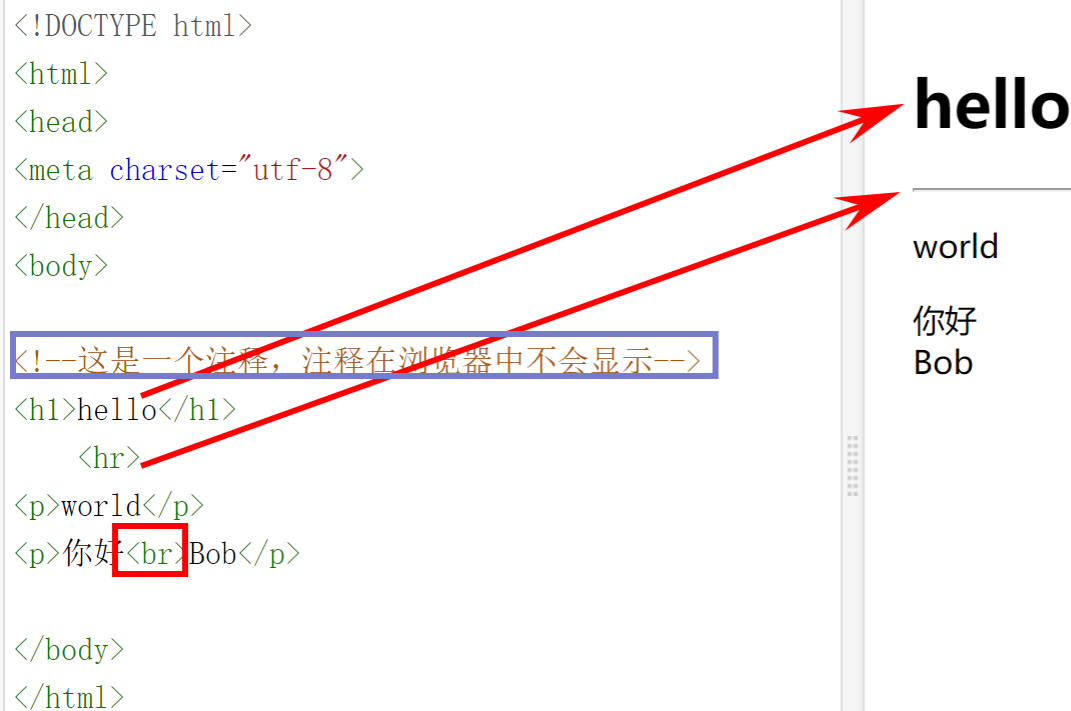 <!DOCTYPE html>
<html>
<head>
<meta charset="utf-8">
</head>
<body>
<!--这是一个注释，注释在浏览器中不会显示-->
<h1>hello</h1>
<hr>
<p>world</p>
<p>你好<br>Bob</p>
</body>
</html>
hello
world
你好
Bob